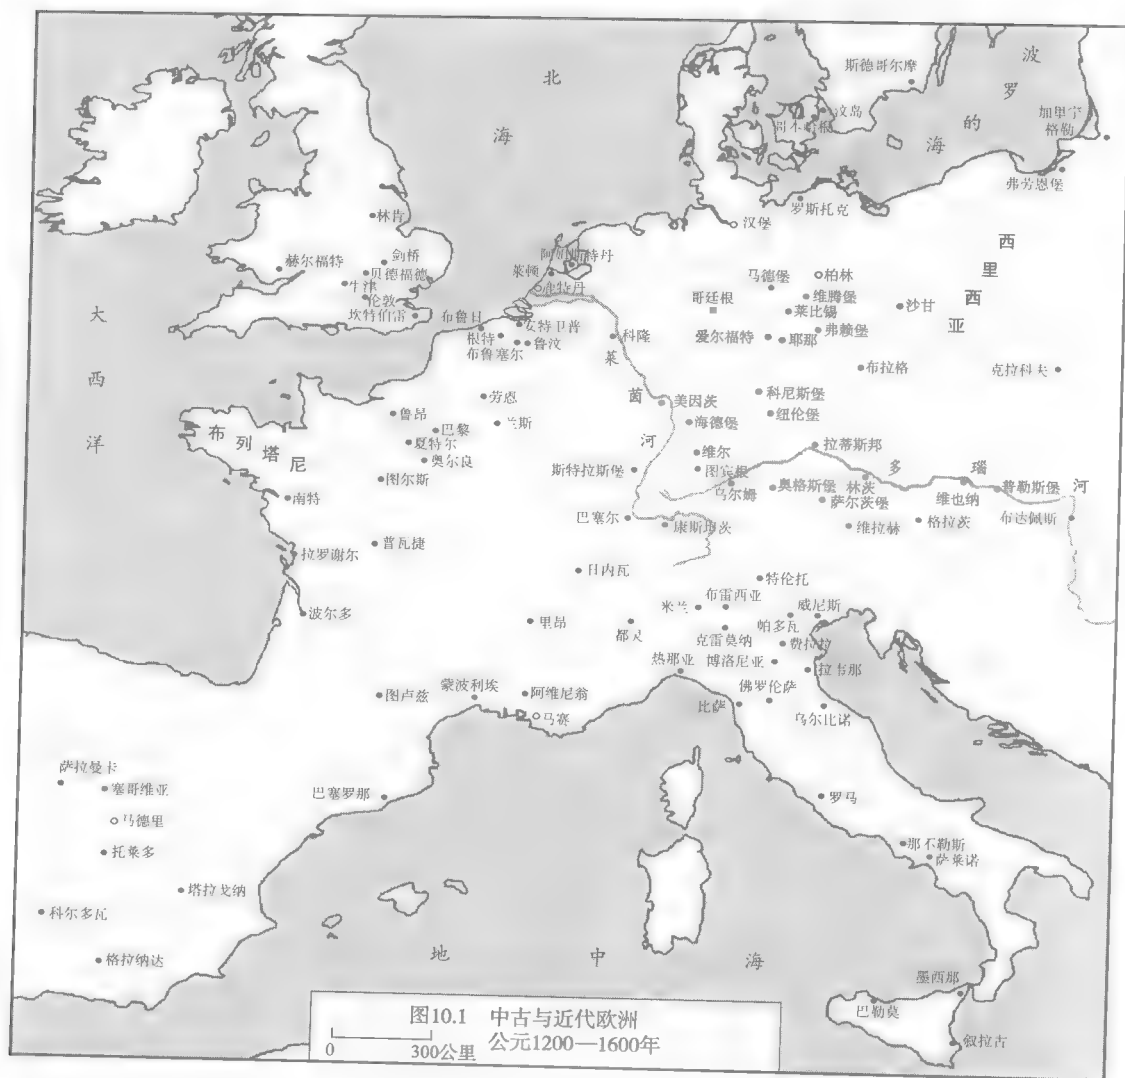 北
海
波
罗
的
海
斯德哥尔摩
汶岛
哥本哈根
加里宁
格勒
弗劳恩堡
罗斯托克
汉堡
林肯
剑桥
赫尔福特
贝德福德
牛津
伦敦
坎特伯雷
阿姆斯特丹
莱顿
鹿特丹
布鲁日
安特卫普
根特
鲁汶
布鲁塞尔
大
西
洋
西
里
西
亚
马德堡
柏林
维腾堡
哥廷根
莱比锡
沙甘
弗赖堡
爱尔福特
耶那
科隆
莱
茵
河
布拉格
克拉科夫
劳恩
兰斯
鲁昂
巴黎
夏特尔
奥尔良
图尔斯
布列塔尼
南特
美因茨
科尼斯堡
海德堡
纽伦堡
维尔
图宾根
拉蒂斯邦
斯特拉斯堡
乌尔姆
奥格斯堡
林茨
多
瑙
河
维也纳
普勒斯堡
萨尔茨堡
巴塞尔
康斯坦茨
维拉赫
格拉茨
布达佩斯
拉罗谢尔
普瓦捷
日内瓦
特伦托
波尔多
里昂
都灵
米兰
布雷西亚
威尼斯
克雷莫纳
帕多瓦
费拉拉
热那亚
博洛尼亚
拉韦那
图卢兹
蒙波利埃
阿维尼翁
马赛
比萨
佛罗伦萨
乌尔比诺
萨拉曼卡
塞哥维亚
巴塞罗那
马德里
托莱多
塔拉戈纳
科尔多瓦
格拉纳达
罗马
那不勒斯
萨莱诺
地中海
墨西那
巴勒莫
叙拉古
图10.1 中古与近代欧洲
公元1200—1600年
0 300公里